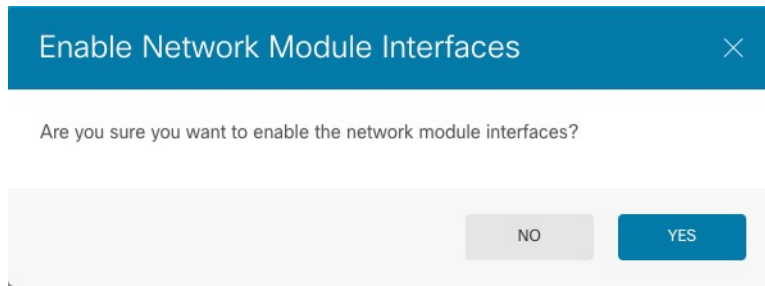 Enable Network Module Interfaces
Are you sure you want to enable the network module interfaces?
NO
YES